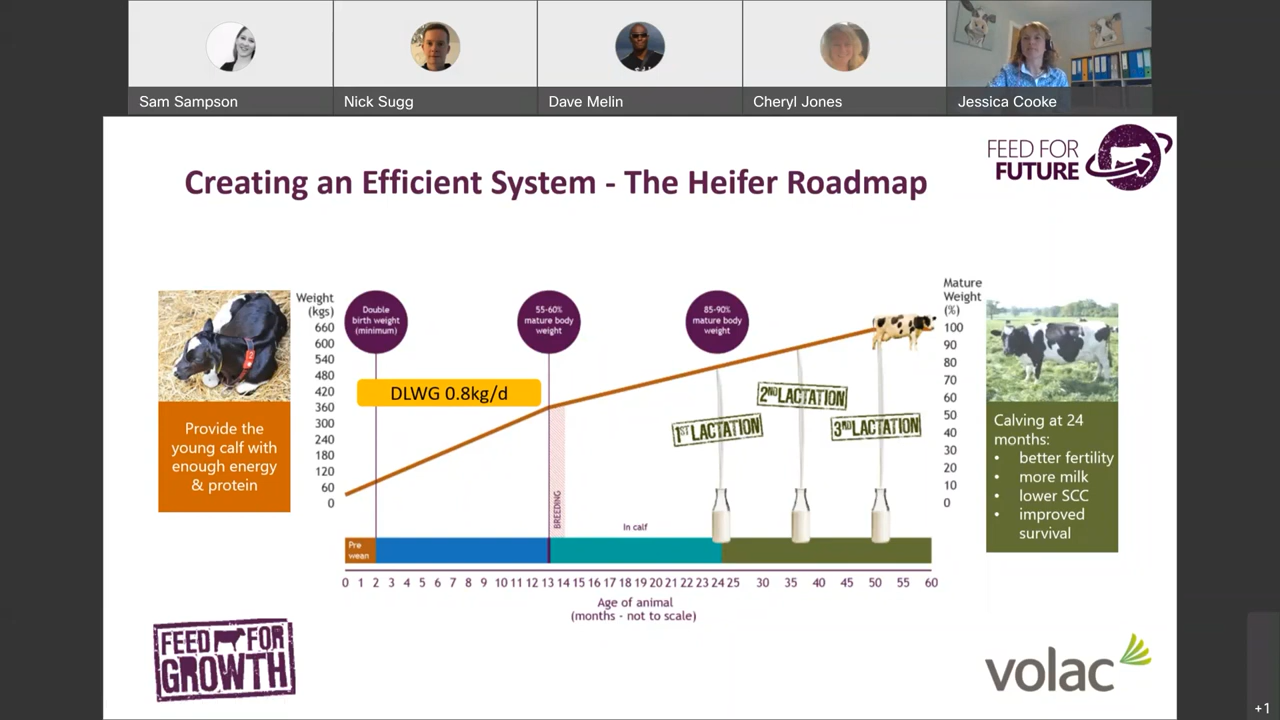 Sam Sampson
Nick Sugg
Dave Melin
Cheryl Jones
Jessica Cooke
Creating an Efficient System - The Heifer Roadmap
FEED FOR
FUTURE
Provide the
young calf with
enough energy
& protein
Weight
(kgs)
660
600
540
480
420
360
300
240
180
120
60
0
Double
birth weight
(minimum)
55-60%
mature body
weight
85-90%
mature body
weight
DLWG 0.8kg/d
1ST LACTATION
2ND LACTATION
3RD LACTATION
BREEDING
In calf
Pre
wean
0 1 2 3 4 5 6 7 8 9 10 11 12 13 14 15 16 17 18 19 20 21 22 23 24 25 30 35 40 45 50 55 60
Age of animal
(months - not to scale)
Mature
Weight
(%)
100
90
80
70
60
50
40
30
20
10
0
Calving at 24
months:
• better fertility
• more milk
• lower SCC
• improved
survival
FEED FOR
GROWTH
volac
+1